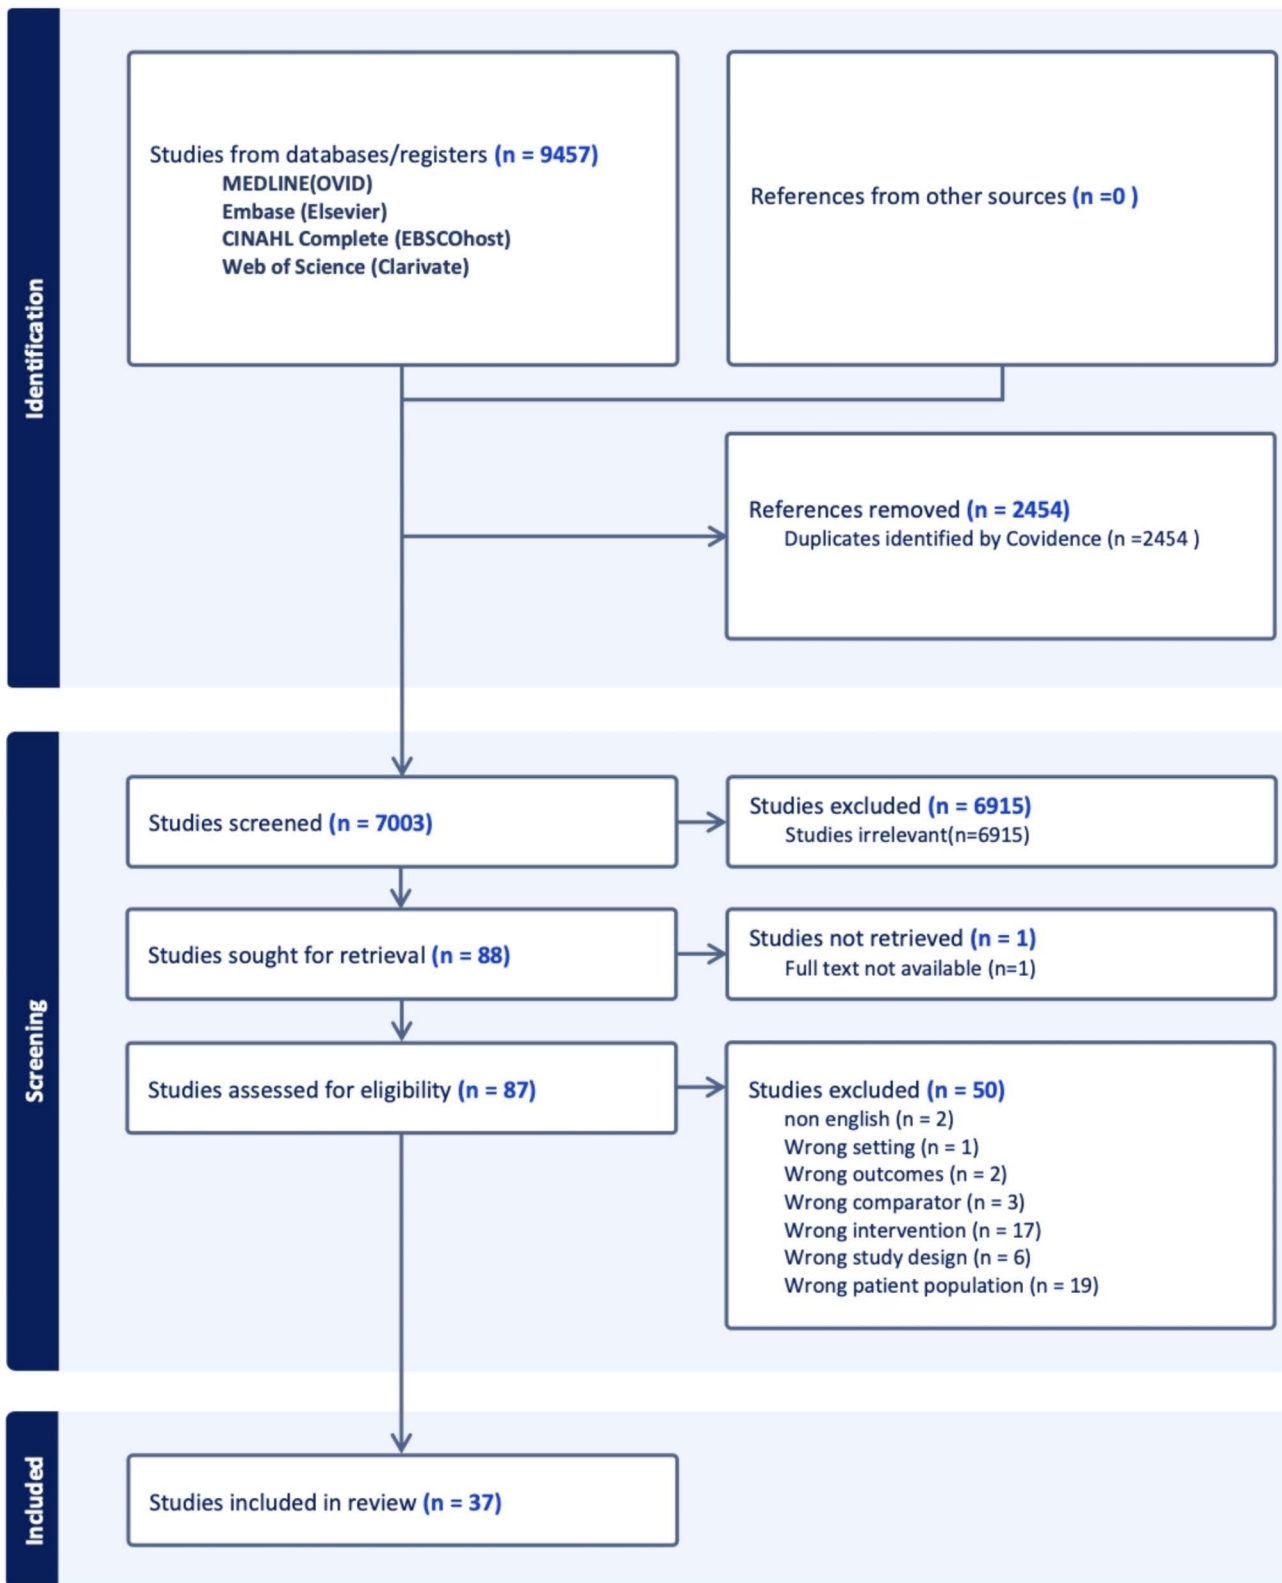 Identification
Studies from databases/registers (n = 9457)
MEDLINE(OVID)
Embase (Elsevier)
CINAHL Complete (EBSCOhost)
Web of Science (Clarivate)
References from other sources (n =0 )
References removed (n = 2454)
Duplicates identified by Covidence (n =2454 )
Screening
Studies screened (n = 7003)
Studies excluded (n = 6915)
Studies irrelevant(n=6915)
Studies sought for retrieval (n = 88)
Studies not retrieved (n = 1)
Full text not available (n=1)
Studies assessed for eligibility (n = 87)
Studies excluded (n = 50)
non english (n = 2)
Wrong setting (n = 1)
Wrong outcomes (n = 2)
Wrong comparator (n = 3)
Wrong intervention (n = 17)
Wrong study design (n = 6)
Wrong patient population (n = 19)
Included
Studies included in review (n = 37)